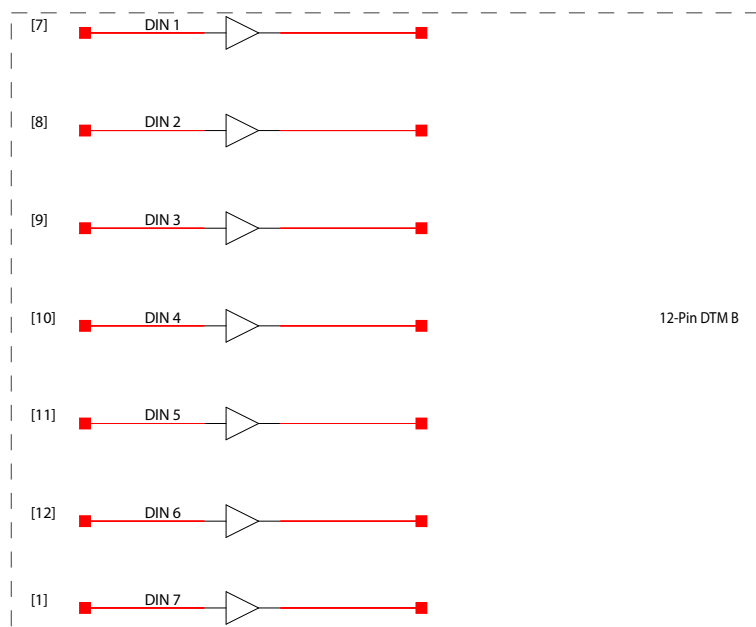 [7] DIN 1
[8] DIN 2
[9] DIN 3
[10] DIN 4 12-Pin DTM B
[11] DIN 5
[12] DIN 6
[1] DIN 7